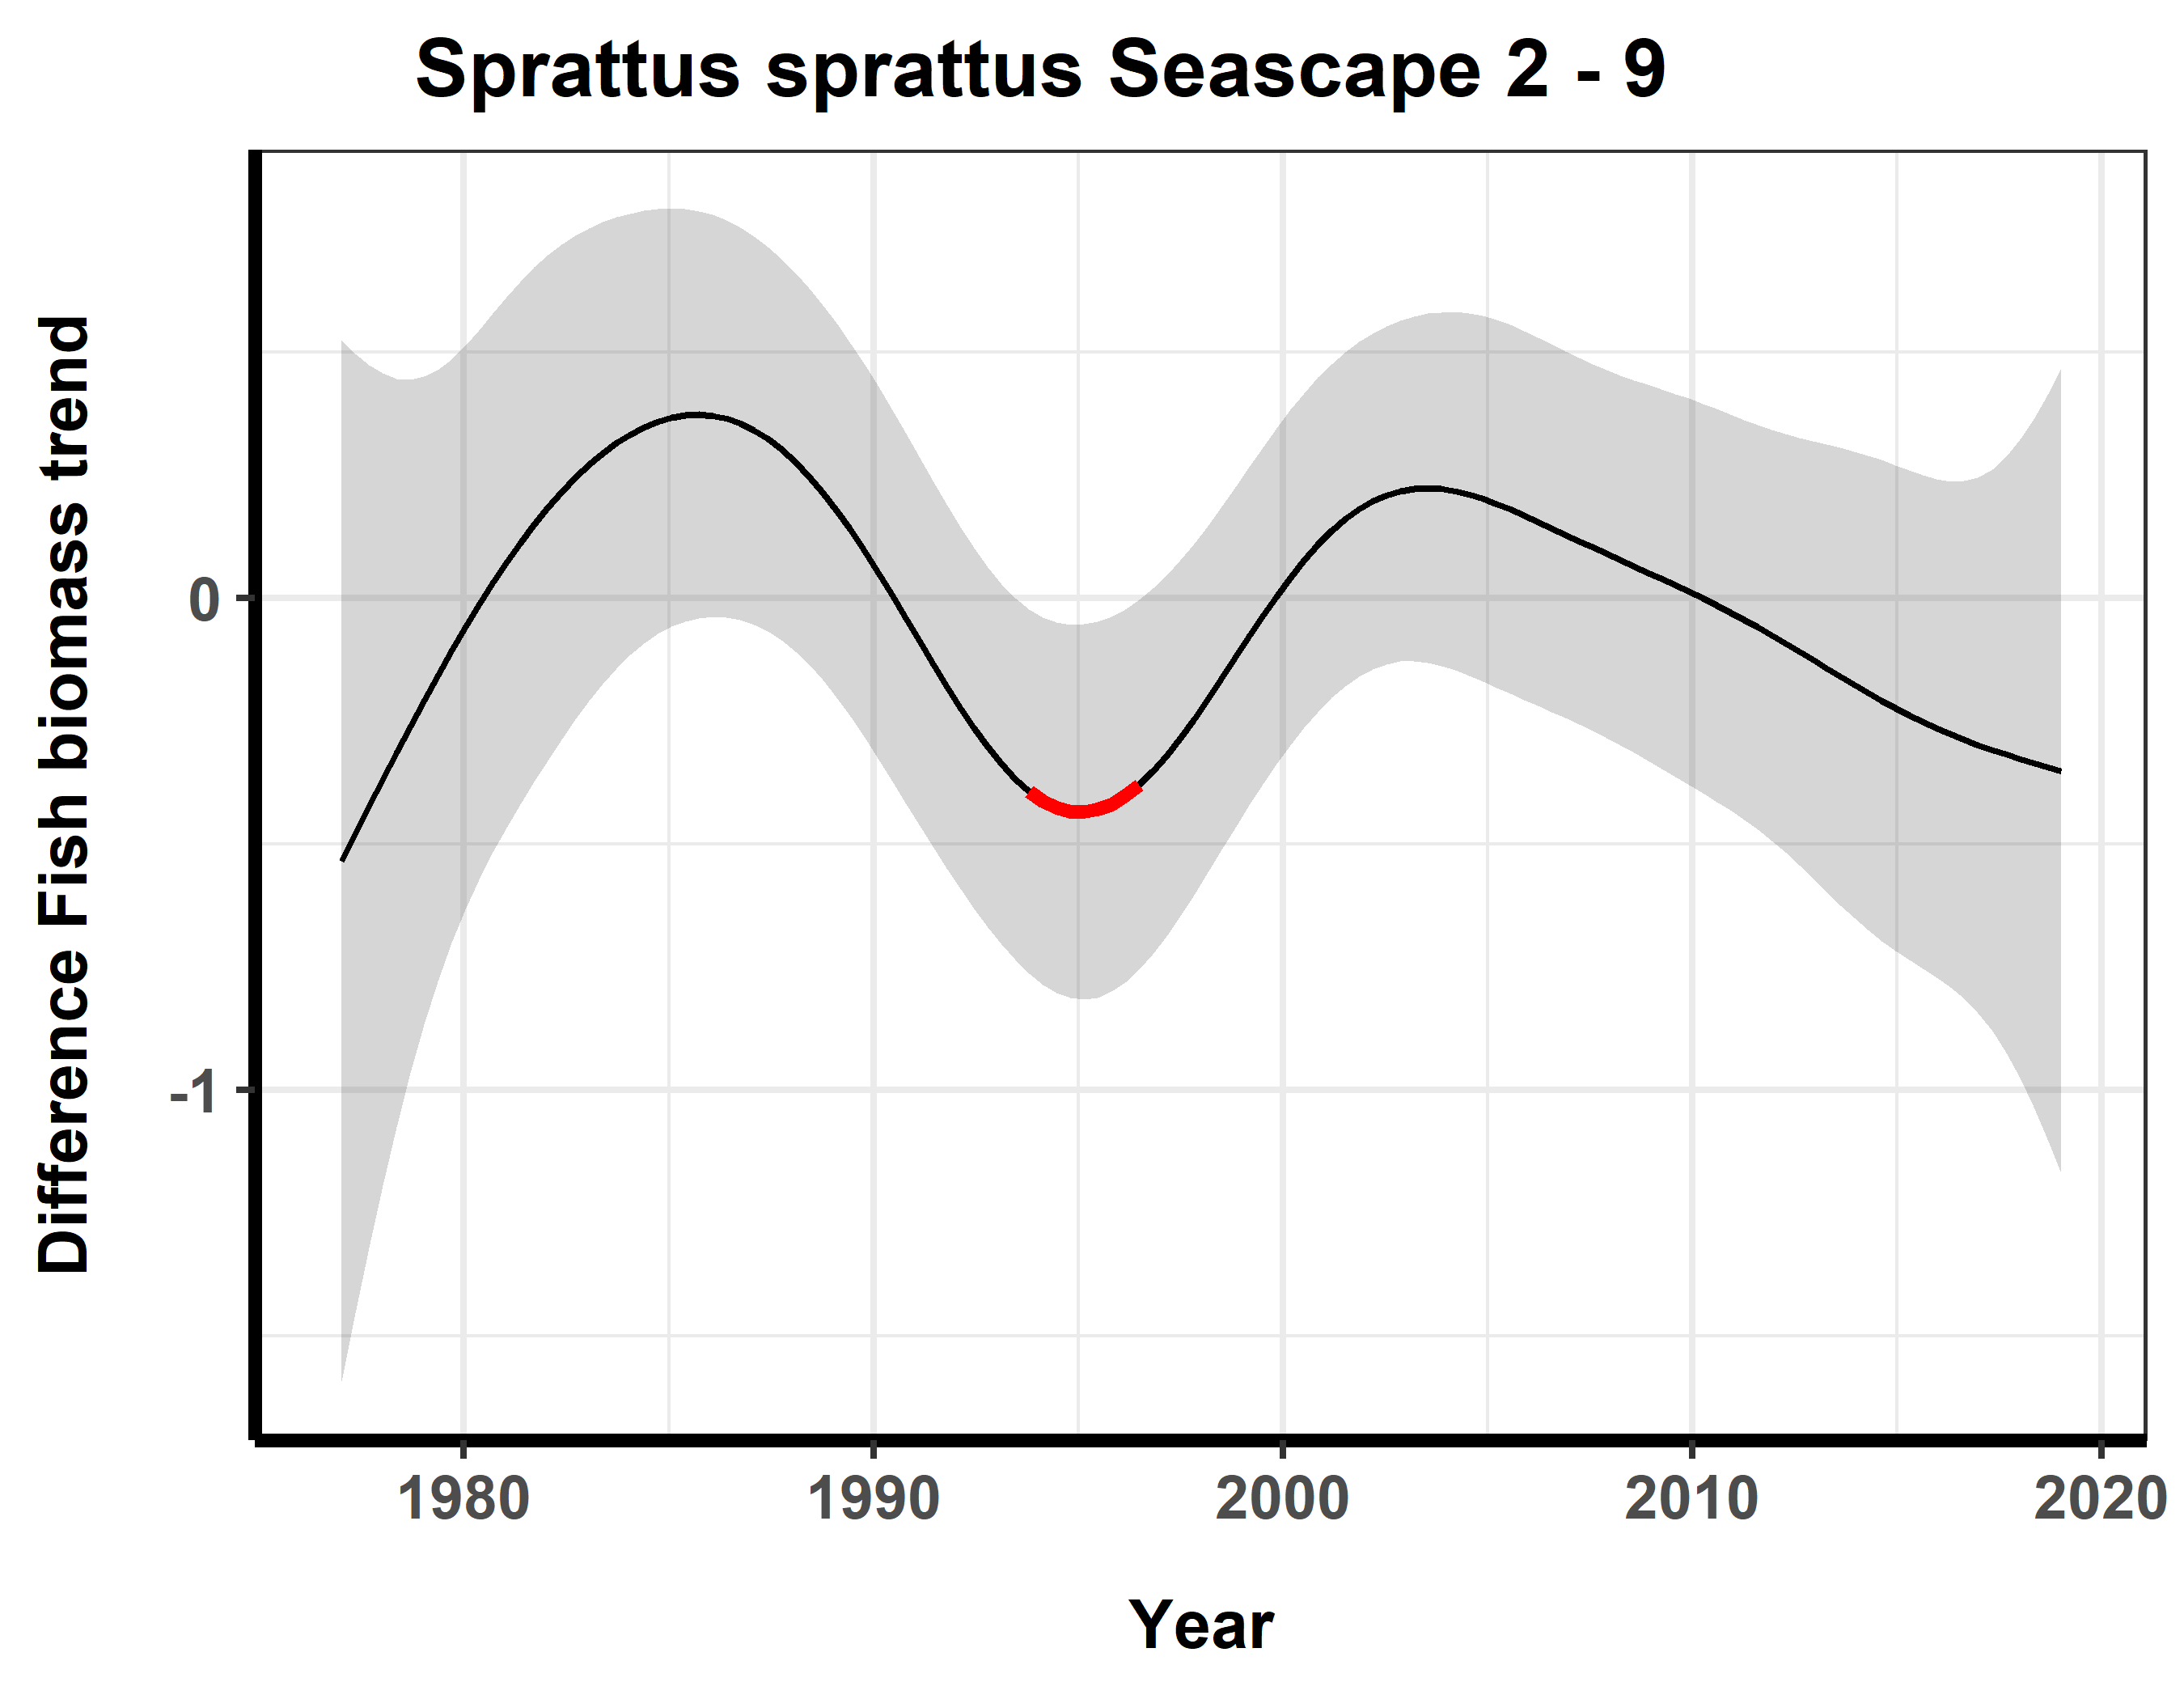 Sprattus sprattus Seascape 2 - 9
Difference Fish biomass trend
0
-1
1980 1990 2000 2010 2020
Year